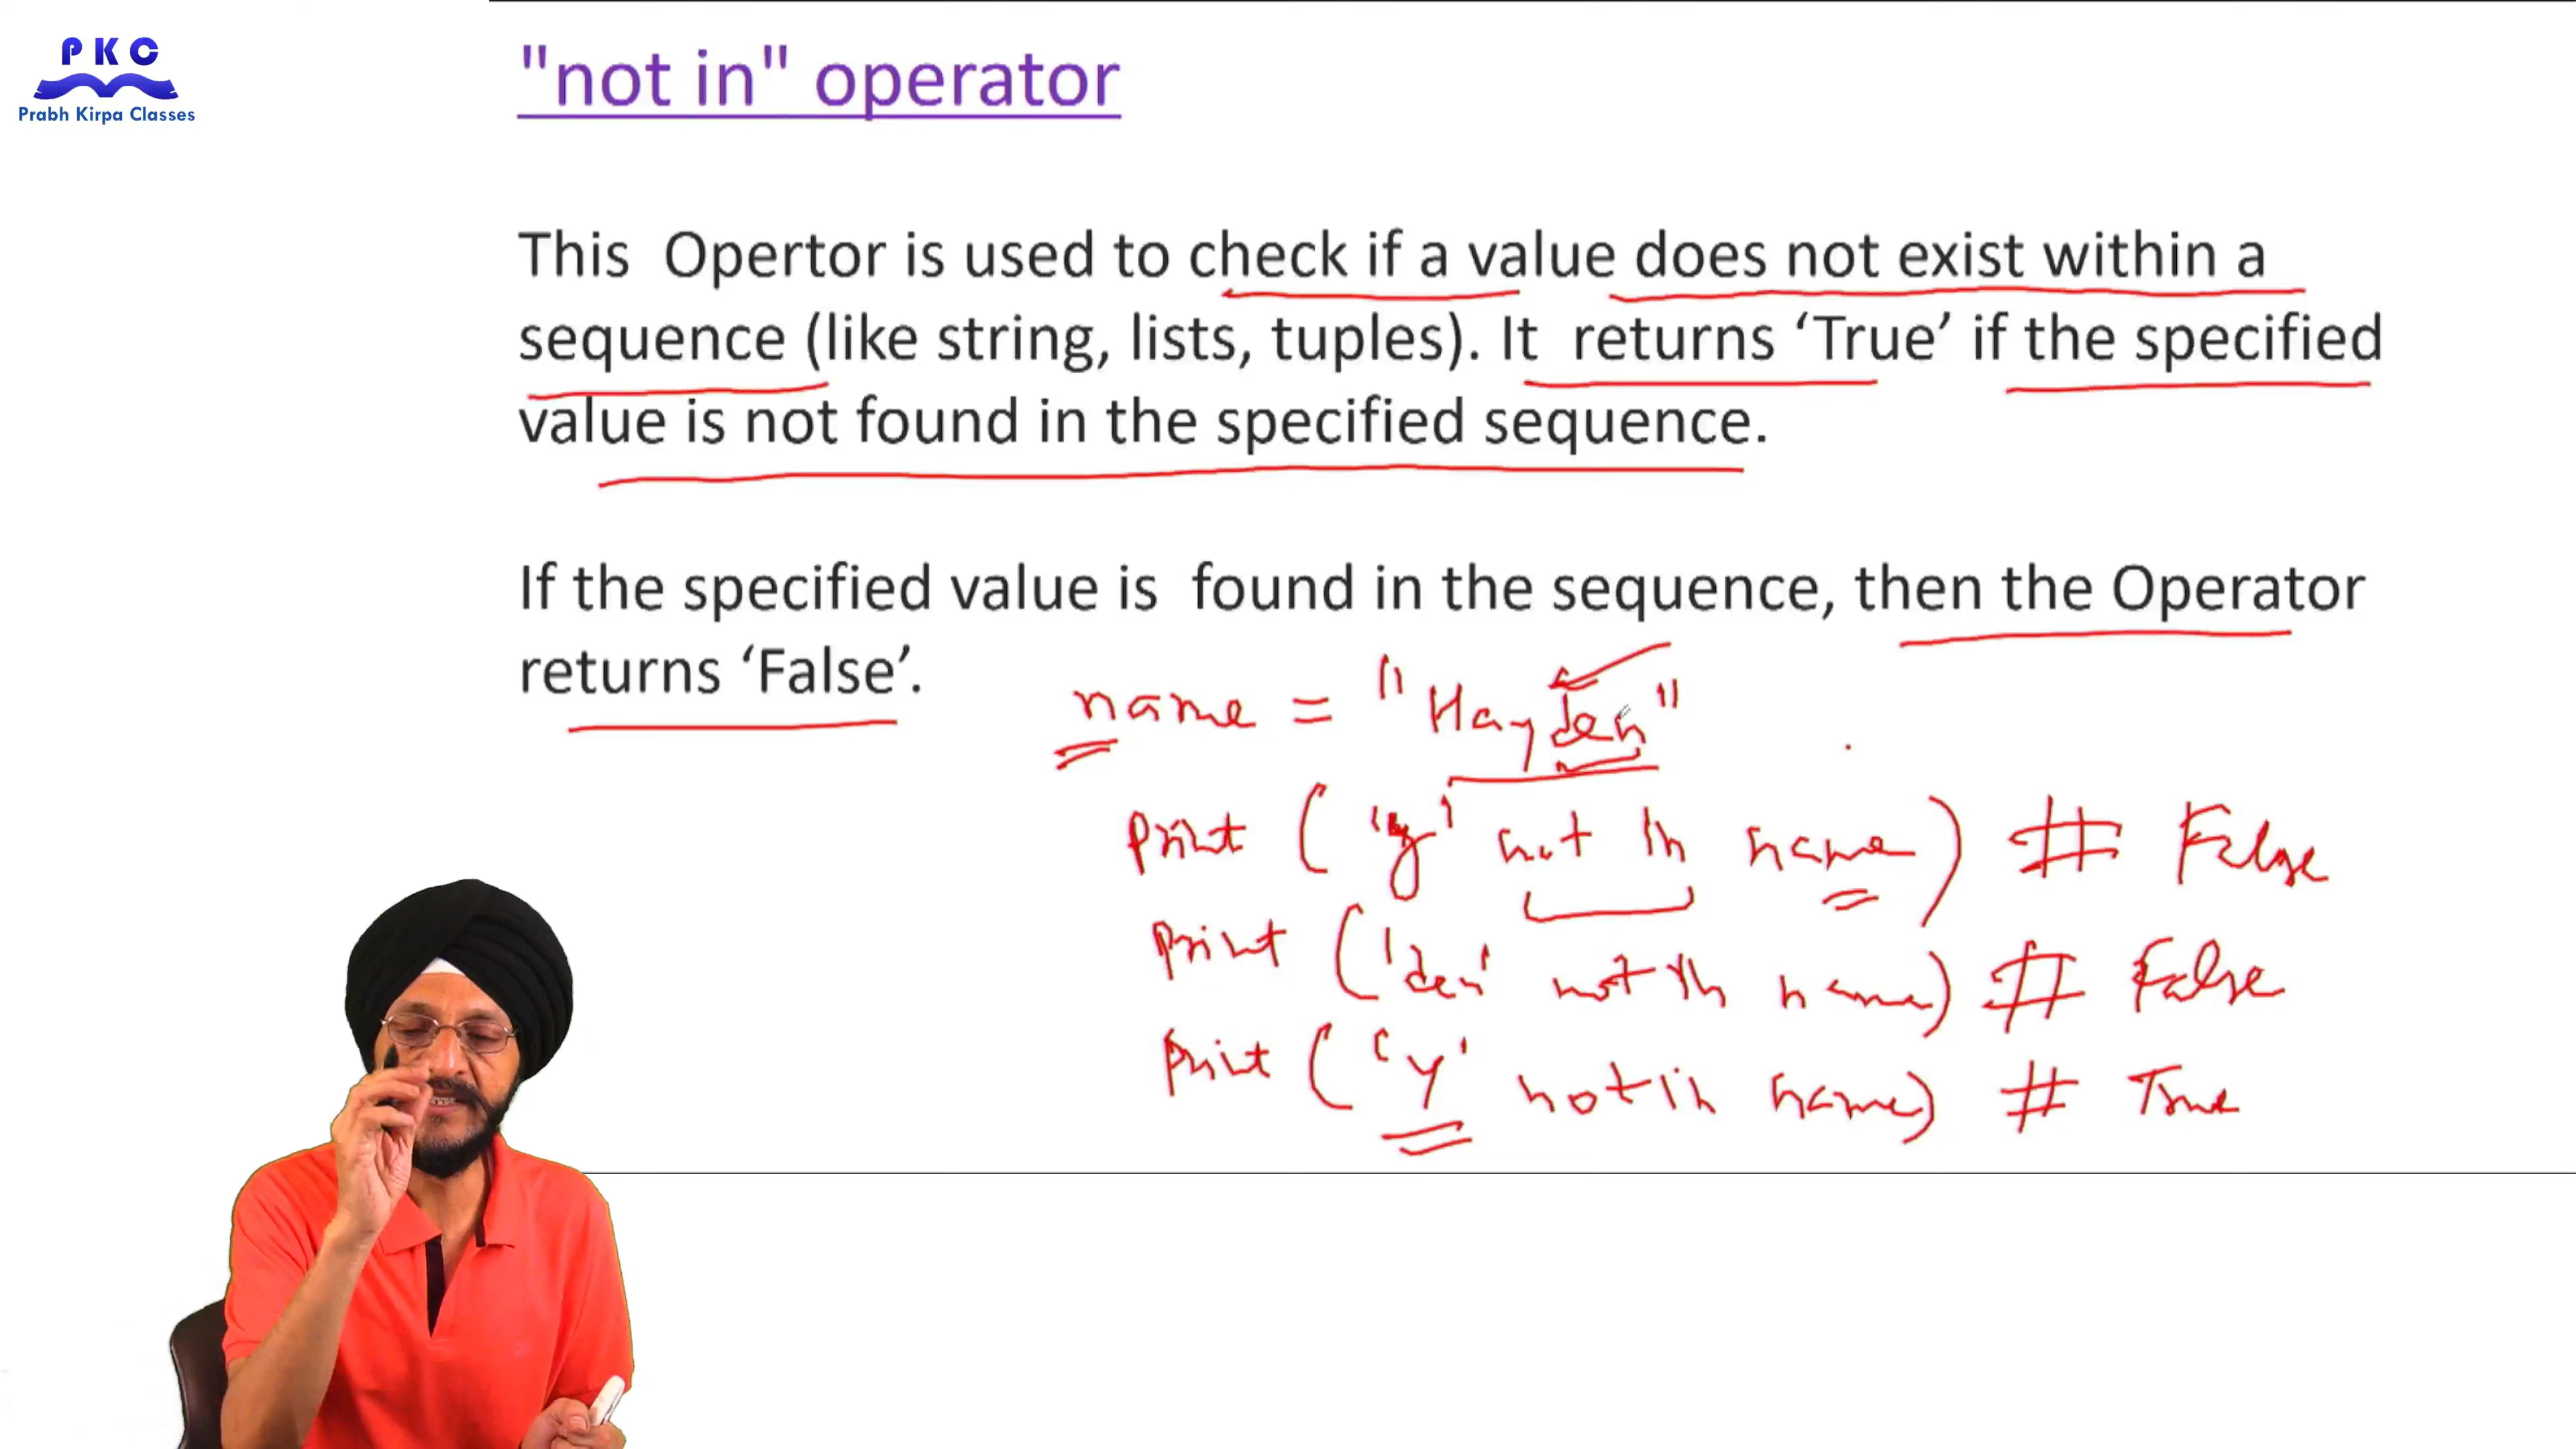 PKC
Prabh Kirpa Classes
"not in" operator
This Opertor is used to check if a value does not exist within a
sequence (like string, lists, tuples). It returns ‘True’ if the specified
value is not found in the specified sequence.
If the specified value is found in the sequence, then the Operator
returns ‘False’.
name = "Hayden"
print ('y' not in name) # False
print ('den' not in name) # False
print ('Y' not in name) # True